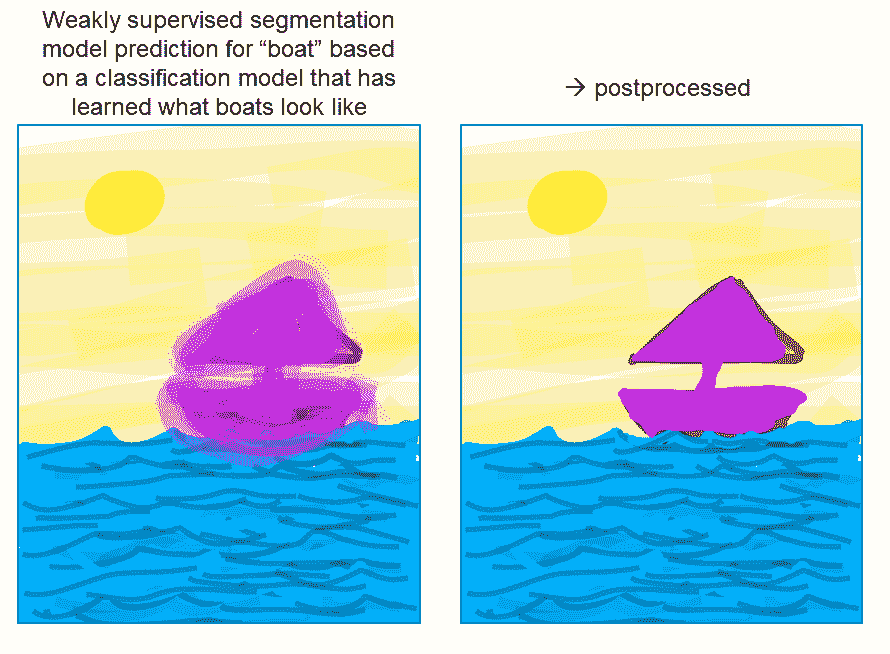 Weakly supervised segmentation
model prediction for “boat” based
on a classification model that has
learned what boats look like
→ postprocessed